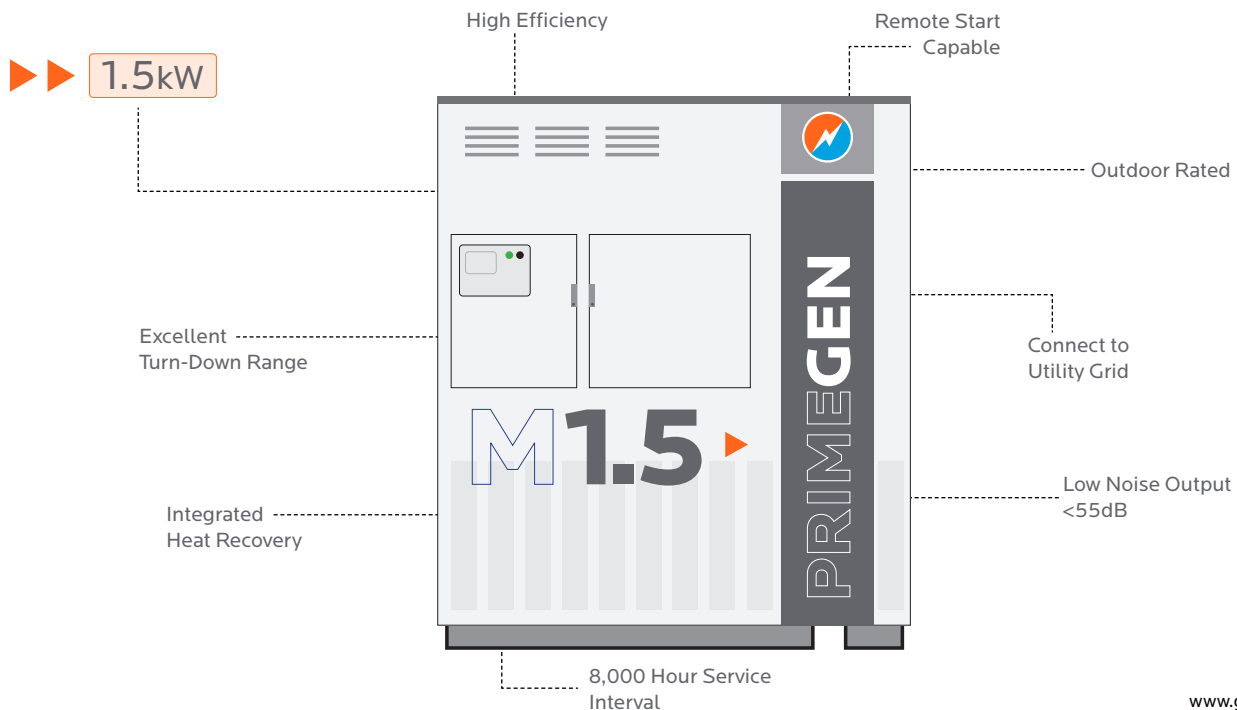 High Efficiency
Remote Start
Capable
1.5kW
Outdoor Rated
Excellent
Turn-Down Range
Connect to
Utility Grid
M1.5
PRIMEGEN
Integrated
Heat Recovery
Low Noise Output
<55dB
8,000 Hour Service
Interval
www.g